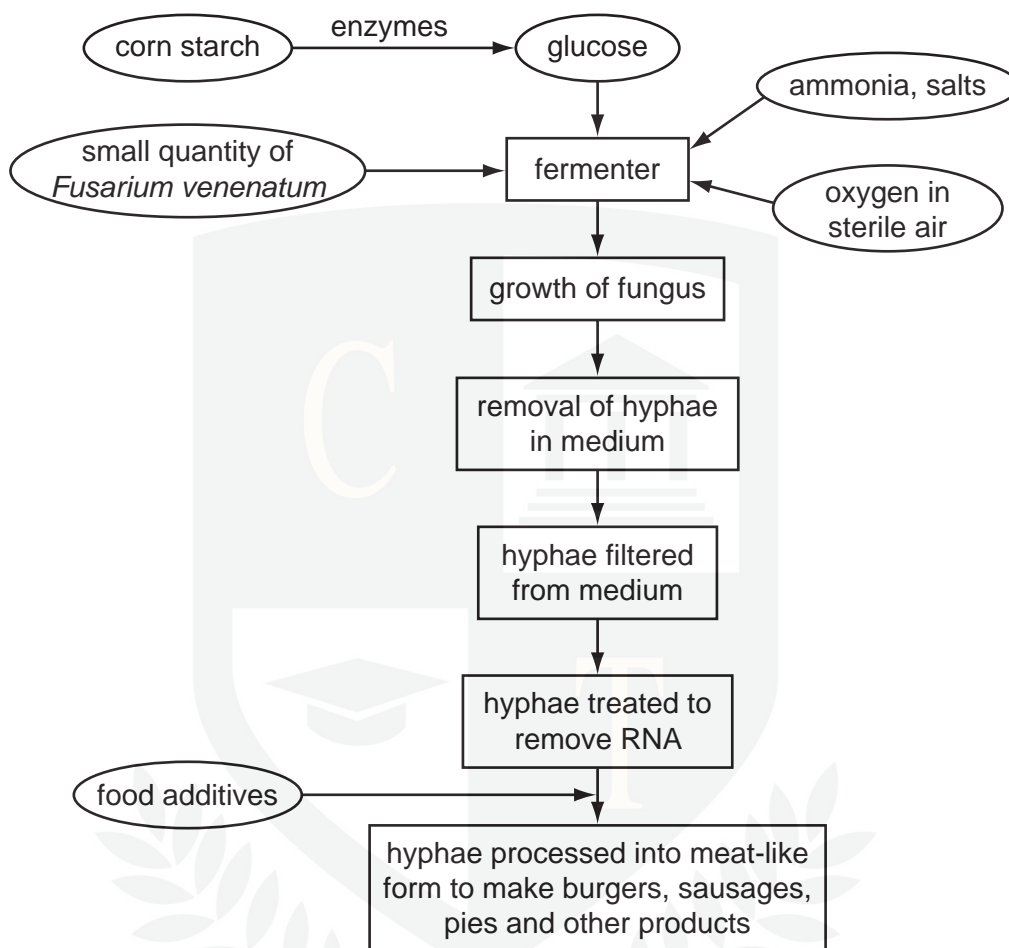 corn starch
enzymes
glucose
ammonia, salts
small quantity of
Fusarium venenatum
fermenter
oxygen in
sterile air
growth of fungus
removal of hyphae
in medium
hyphae filtered
from medium
hyphae treated to
remove RNA
food additives
hyphae processed into meat-like
form to make burgers, sausages,
pies and other products
C
T